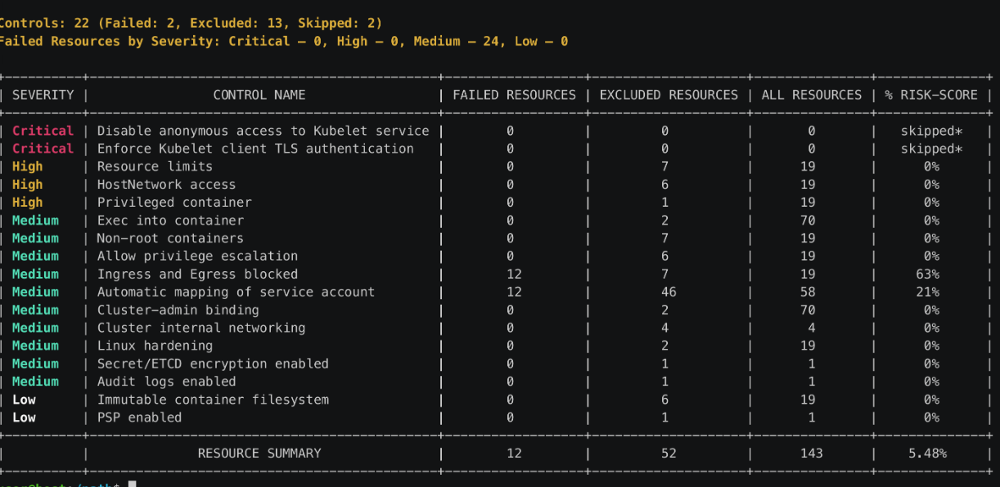 Controls: 22 (Failed: 2, Excluded: 13, Skipped: 2)
Failed Resources by Severity: Critical — 0, High — 0, Medium — 24, Low — 0
| SEVERITY | CONTROL NAME | FAILED RESOURCES | EXCLUDED RESOURCES | ALL RESOURCES | % RISK-SCORE |
| Critical | Disable anonymous access to Kubelet service | 0 | 0 | 0 | skipped* |
| Critical | Enforce Kubelet client TLS authentication | 0 | 0 | 0 | skipped* |
| High | Resource limits | 0 | 7 | 19 | 0% |
| High | HostNetwork access | 0 | 6 | 19 | 0% |
| High | Privileged container | 0 | 1 | 19 | 0% |
| Medium | Exec into container | 0 | 2 | 70 | 0% |
| Medium | Non-root containers | 0 | 7 | 19 | 0% |
| Medium | Allow privilege escalation | 0 | 6 | 19 | 0% |
| Medium | Ingress and Egress blocked | 12 | 7 | 19 | 63% |
| Medium | Automatic mapping of service account | 12 | 46 | 58 | 21% |
| Medium | Cluster-admin binding | 0 | 2 | 70 | 0% |
| Medium | Cluster internal networking | 0 | 4 | 4 | 0% |
| Medium | Linux hardening | 0 | 2 | 19 | 0% |
| Medium | Secret/ETCD encryption enabled | 0 | 1 | 1 | 0% |
| Medium | Audit logs enabled | 0 | 1 | 1 | 0% |
| Low | Immutable container filesystem | 0 | 6 | 19 | 0% |
| Low | PSP enabled | 0 | 1 | 1 | 0% |
| | RESOURCE SUMMARY | 12 | 52 | 143 | 5.48% |